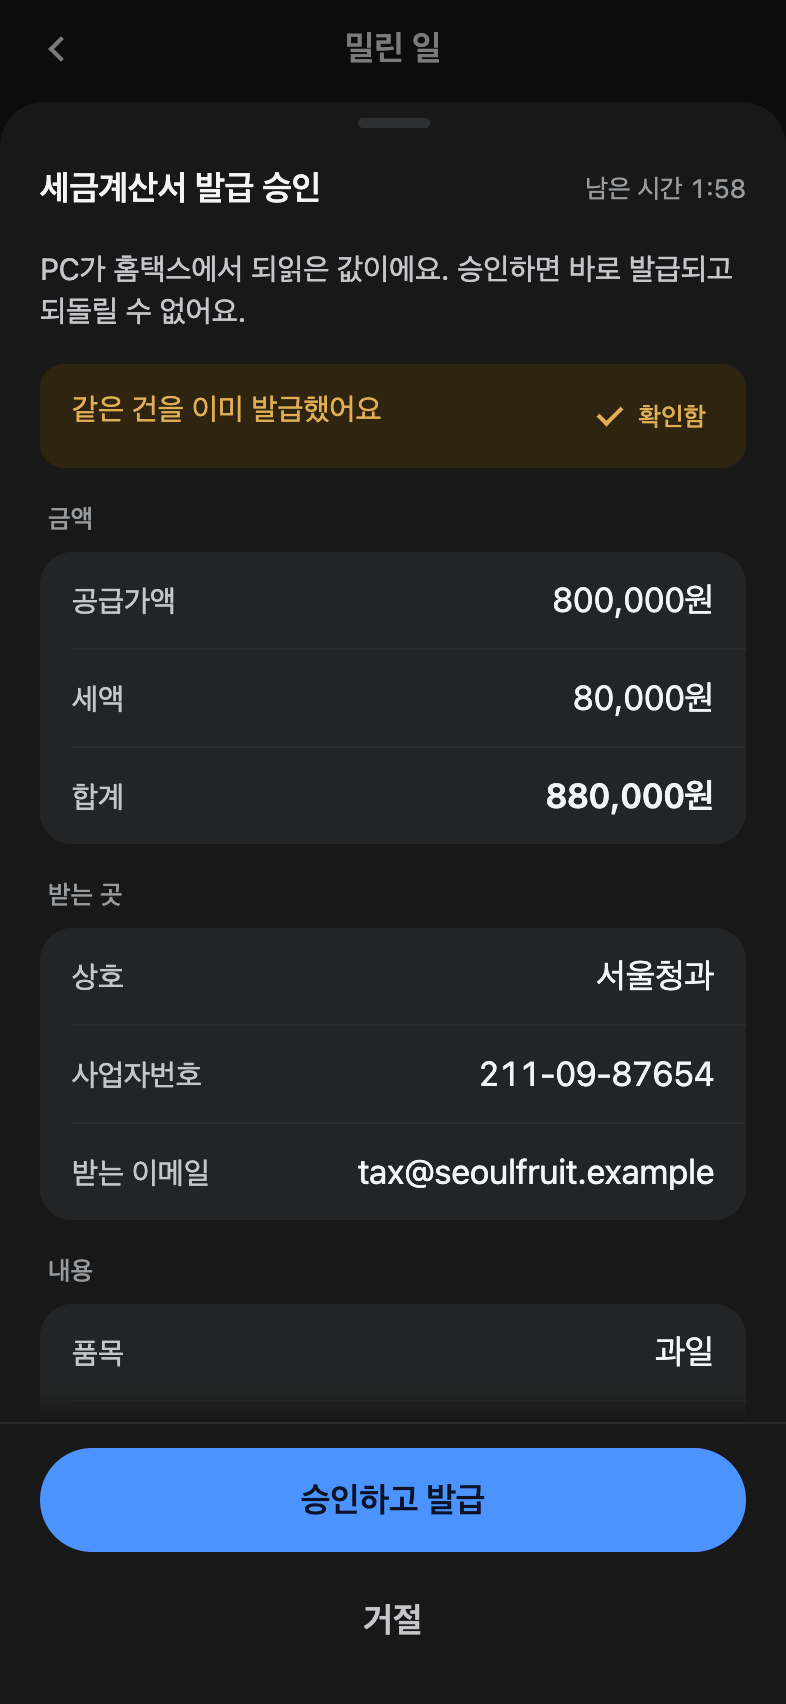 밀린 일
세금계산서 발급 승인
남은 시간 1:58
PC가 홈택스에서 되읽은 값이에요. 승인하면 바로 발급되고
되돌릴 수 없어요.
같은 건을 이미 발급했어요
확인함
금액
공급가액 800,000원
세액 80,000원
합계 880,000원
받는 곳
상호 서울청과
사업자번호 211-09-87654
받는 이메일 tax@seoulfruit.example
내용
품목 과일
승인하고 발급
거절